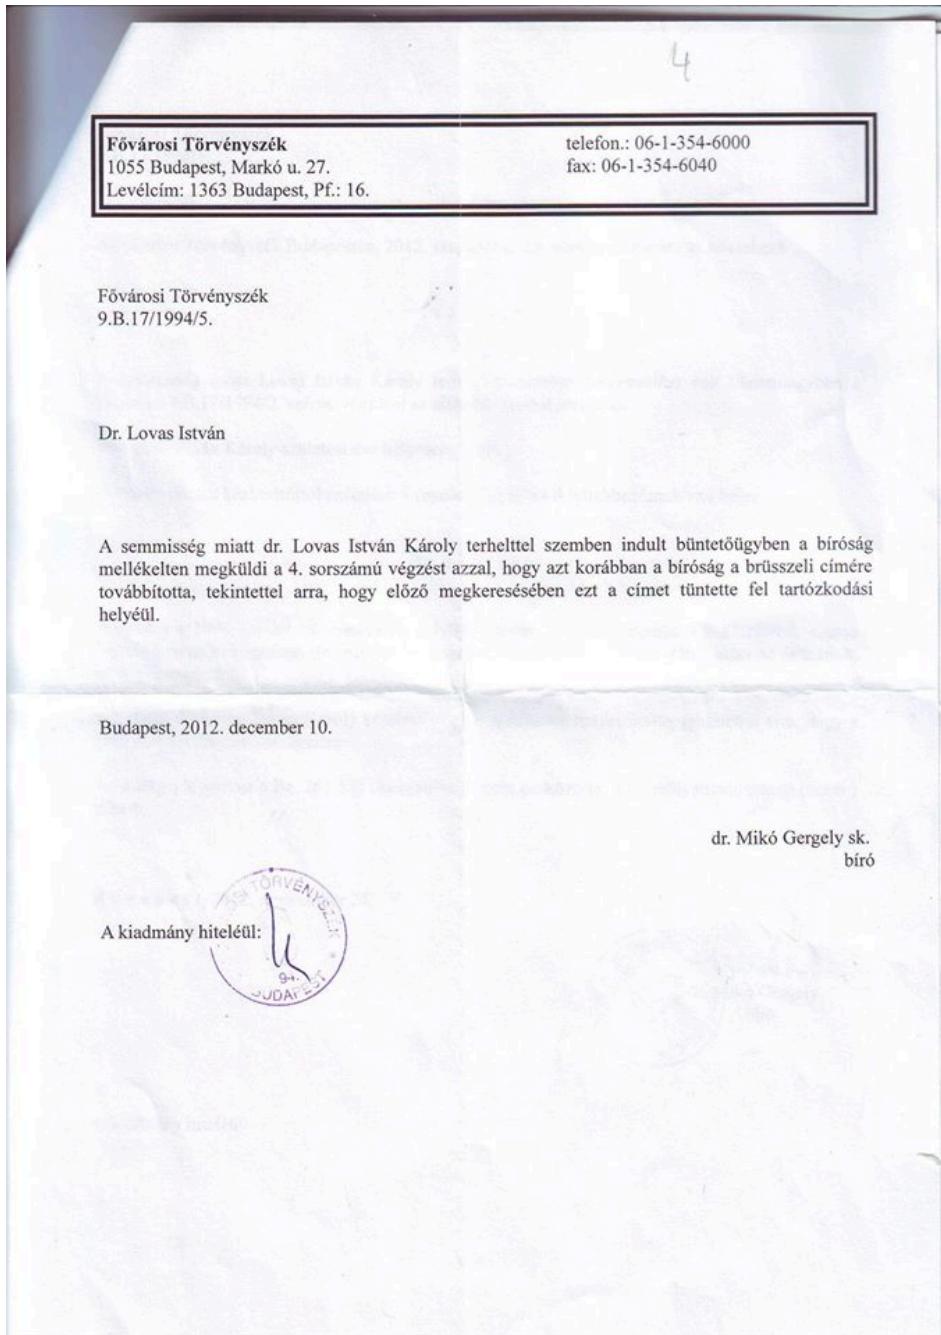 4
Fővárosi Törvényszék
1055 Budapest, Markó u. 27.
Levélcím: 1363 Budapest, Pf.: 16.
telefon.: 06-1-354-6000
fax: 06-1-354-6040
Fővárosi Törvényszék
9.B.17/1994/5.
Dr. Lovas István
A semmisség miatt dr. Lovas István Károly terhelttel szemben indult büntetőügyben a bíróság
mellékelten megküldi a 4. sorszámú végzést azzal, hogy azt korábban a bíróság a brüsszeli címére
továbbította, tekintettel arra, hogy előző megkeresésében ezt a címet tüntette fel tartózkodási
helyéül.
Budapest, 2012. december 10.
dr. Mikó Gergely sk.
bíró
A kiadmány hiteléül:
TÖRVÉNYSZÉK
BUDAPEST